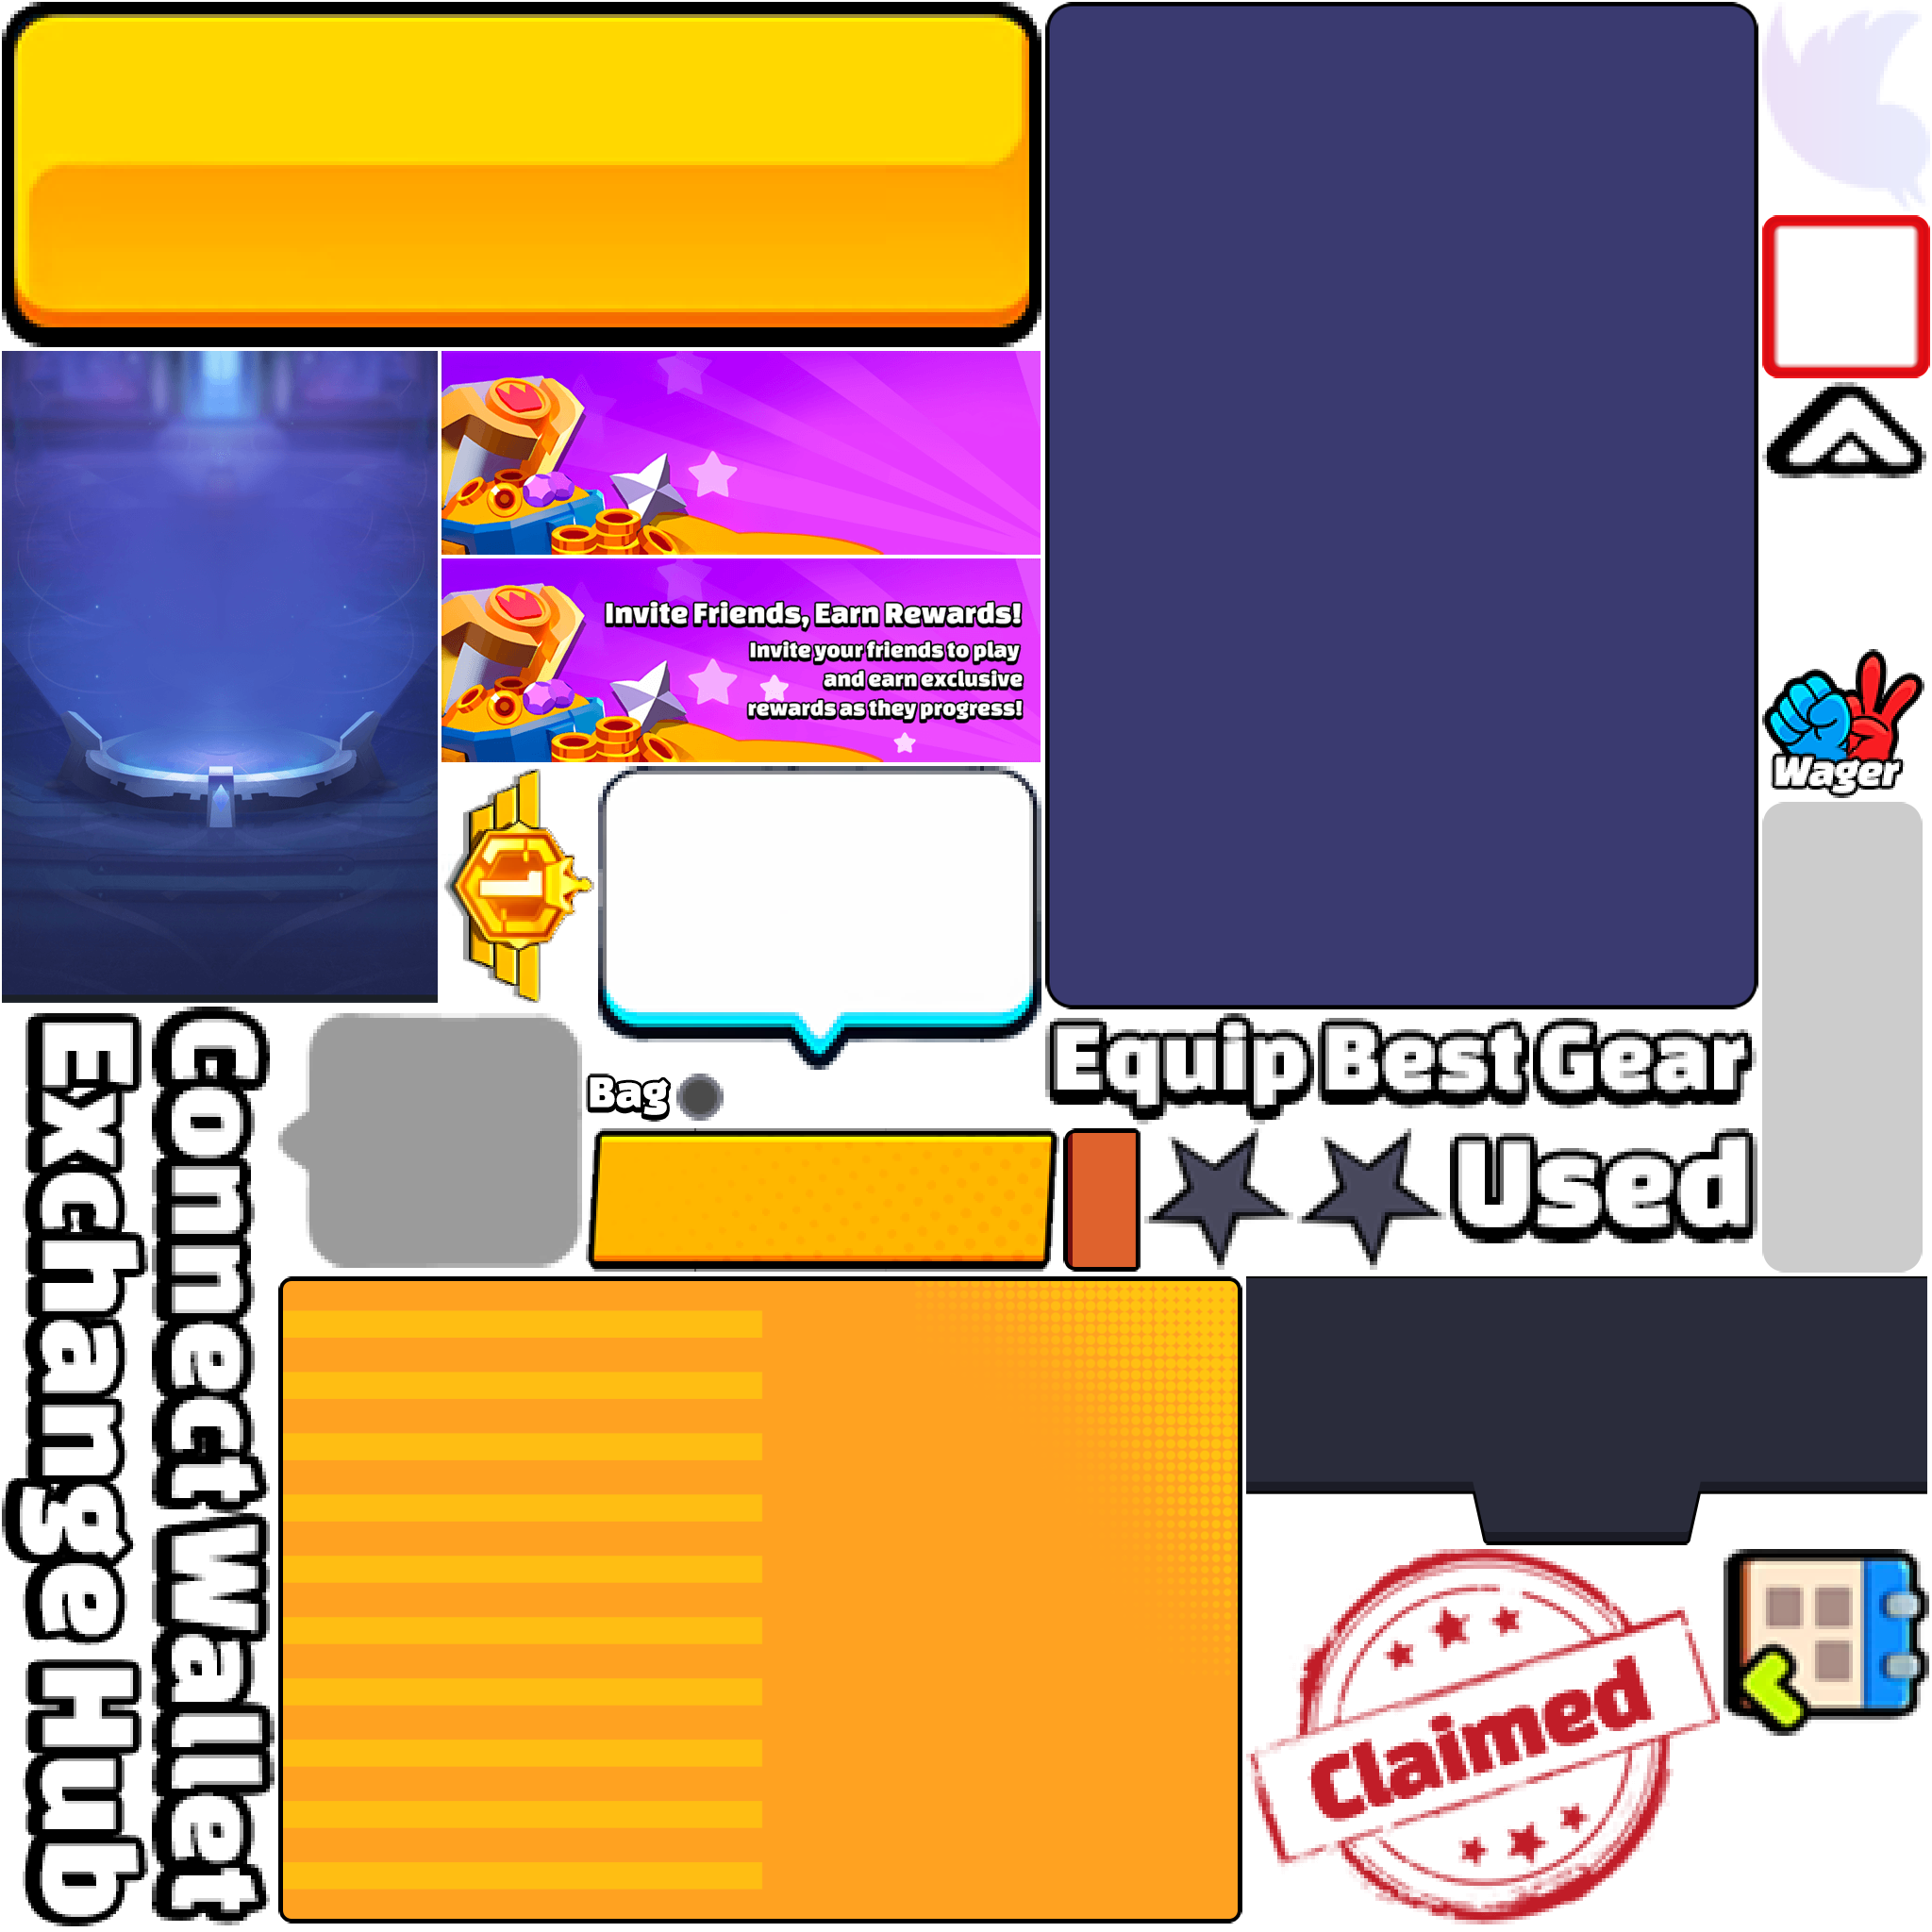 Invite Friends, Earn Rewards!
Invite your friends to play
and earn exclusive
rewards as they progress!
Wager
1
Equip Best Gear
Bag
Used
Connect Wallet
Exchange Hub
Claimed